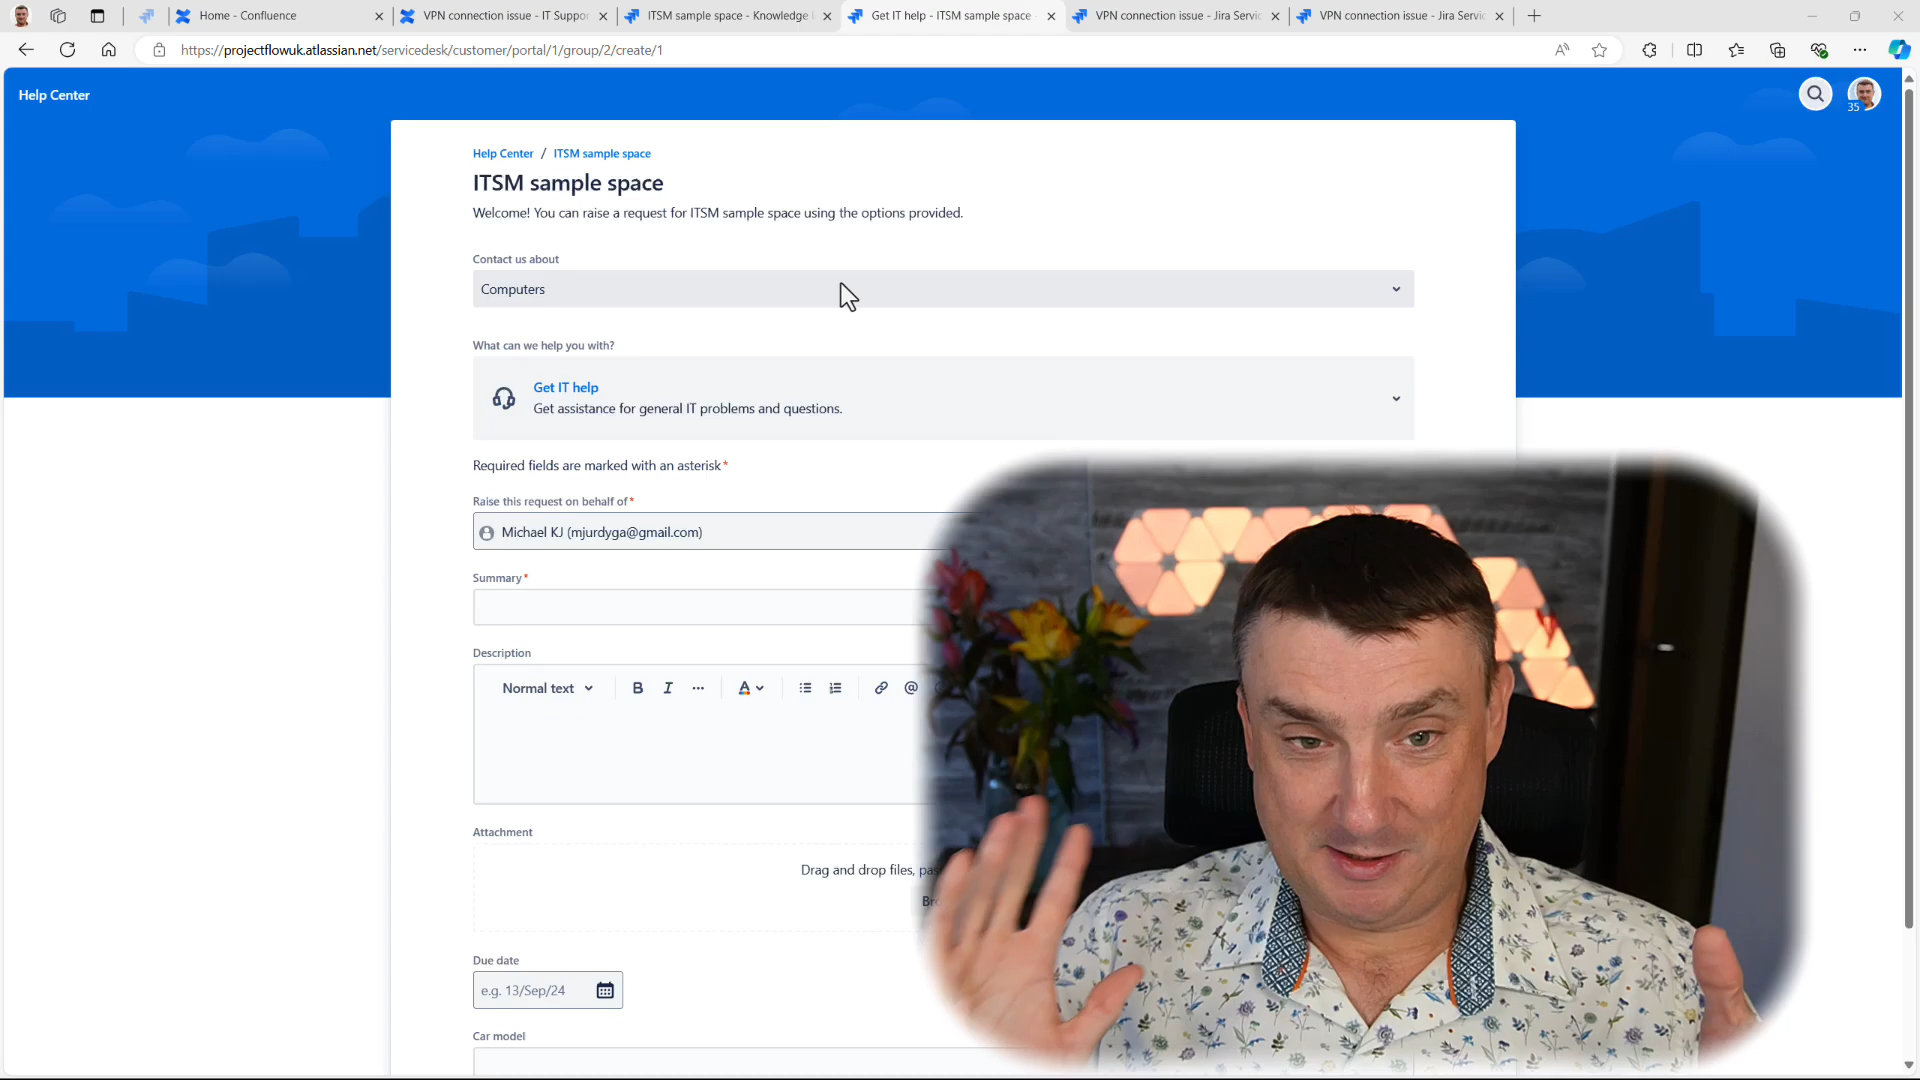 Home - Confluence
VPN connection issue - IT Suppor
ITSM sample space - Knowledge
Get IT help - ITSM sample space
VPN connection issue - Jira Servic
VPN connection issue - Jira Servic
https://projectflowuk.atlassian.net/servicedesk/customer/portal/1/group/2/create/1
Help Center
35
Help Center / ITSM sample space
ITSM sample space
Welcome! You can raise a request for ITSM sample space using the options provided.
Contact us about
Computers
What can we help you with?
Get IT help
Get assistance for general IT problems and questions.
Required fields are marked with an asterisk*
Raise this request on behalf of*
Michael KJ (mjurdyga@gmail.com)
Summary*
Description
Normal text B I ... A @
Attachment
Drag and drop files, pas
Br
Due date
e.g. 13/Sep/24
Car model